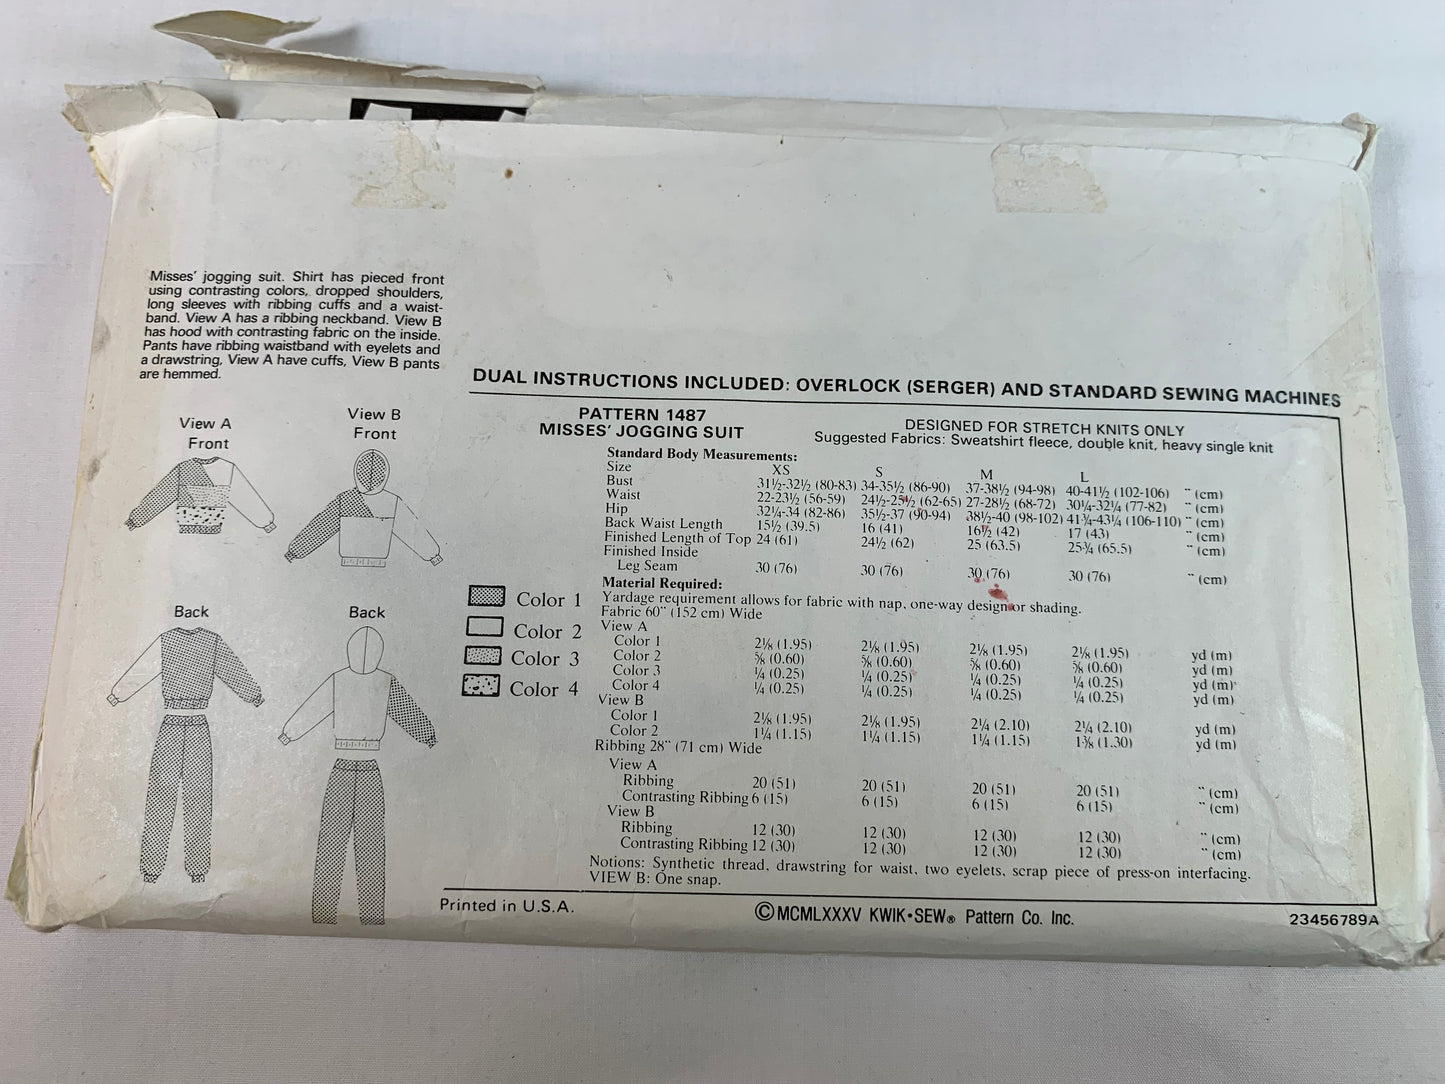 Misses' jogging suit. Shirt has pieced front
using contrasting colors, dropped shoulders,
long sleeves with ribbing cuffs and a waist-
band. View A has a ribbing neckband. View B
has hood with contrasting fabric on the inside.
Pants have ribbing waistband with eyelets and
a drawstring, View A have cuffs, View B pants
are hemmed.
View A
Front
View B
Front
Back
Back
DUAL INSTRUCTIONS INCLUDED: OVERLOCK (SERGER) AND STANDARD SEWING MACHINES
PATTERN 1487
MISSES' JOGGING SUIT
DESIGNED FOR STRETCH KNITS ONLY
Suggested Fabrics: Sweatshirt fleece, double knit, heavy single knit
Standard Body Measurements:
Size XS S M L
Bust 31½-32½ (80-83) 34-35½ (86-90) 37-38½ (94-98) 40-41½ (102-106) " (cm)
Waist 22-23½ (56-59) 24½-25½ (62-65) 27-28½ (68-72) 30¼-32¼ (77-82) " (cm)
Hip 32¼-34 (82-86) 35½-37 (90-94) 38½-40 (98-102) 41¾-43¼ (106-110) " (cm)
Back Waist Length 15½ (39.5) 16 (41) 16½ (42) 17 (43) " (cm)
Finished Length of Top 24 (61) 24½ (62) 25 (63.5) 25¾ (65.5) " (cm)
Finished Inside
Leg Seam 30 (76) 30 (76) 30 (76) 30 (76) " (cm)
Color 1
Color 2
Color 3
Color 4
Material Required:
Yardage requirement allows for fabric with nap, one-way design or shading.
Fabric 60" (152 cm) Wide
View A
Color 1 2⅛ (1.95) 2⅛ (1.95) 2⅛ (1.95) 2⅛ (1.95) yd (m)
Color 2 ⅝ (0.60) ⅝ (0.60) ⅝ (0.60) ⅝ (0.60) yd (m)
Color 3 ¼ (0.25) ¼ (0.25) ¼ (0.25) ¼ (0.25) yd (m)
Color 4 ¼ (0.25) ¼ (0.25) ¼ (0.25) ¼ (0.25) yd (m)
View B
Color 1 2⅛ (1.95) 2⅛ (1.95) 2¼ (2.10) 2¼ (2.10) yd (m)
Color 2 1¼ (1.15) 1¼ (1.15) 1¼ (1.15) 1⅜ (1.30) yd (m)
Ribbing 28" (71 cm) Wide
View A
Ribbing 20 (51) 20 (51) 20 (51) 20 (51) " (cm)
Contrasting Ribbing 6 (15) 6 (15) 6 (15) 6 (15) " (cm)
View B
Ribbing 12 (30) 12 (30) 12 (30) 12 (30) " (cm)
Contrasting Ribbing 12 (30) 12 (30) 12 (30) 12 (30) " (cm)
Notions: Synthetic thread, drawstring for waist, two eyelets, scrap piece of press-on interfacing.
VIEW B: One snap.
Printed in U.S.A.
©MCMLXXXV KWIK•SEW® Pattern Co. Inc.
23456789A